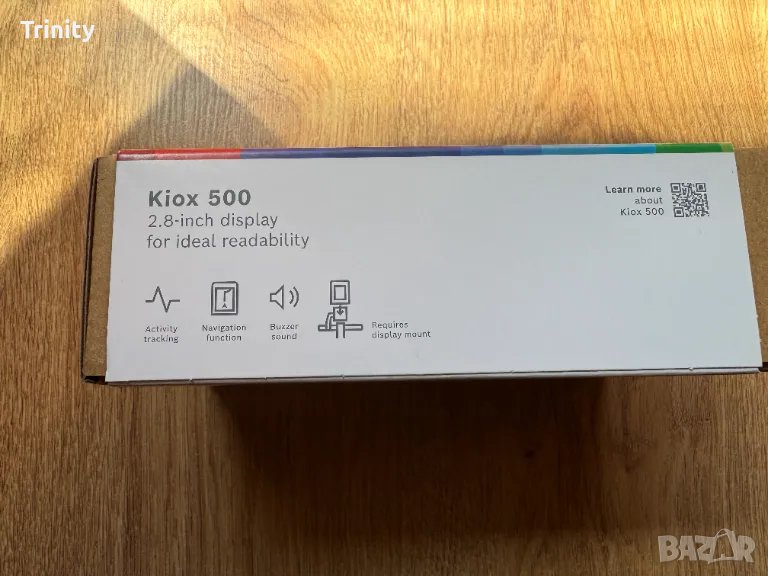 Trinity
Kiox 500
2.8-inch display
for ideal readability
Learn more
about
Kiox 500
Activity
tracking
Navigation
function
Buzzer
sound
Requires
display mount
BAZAR